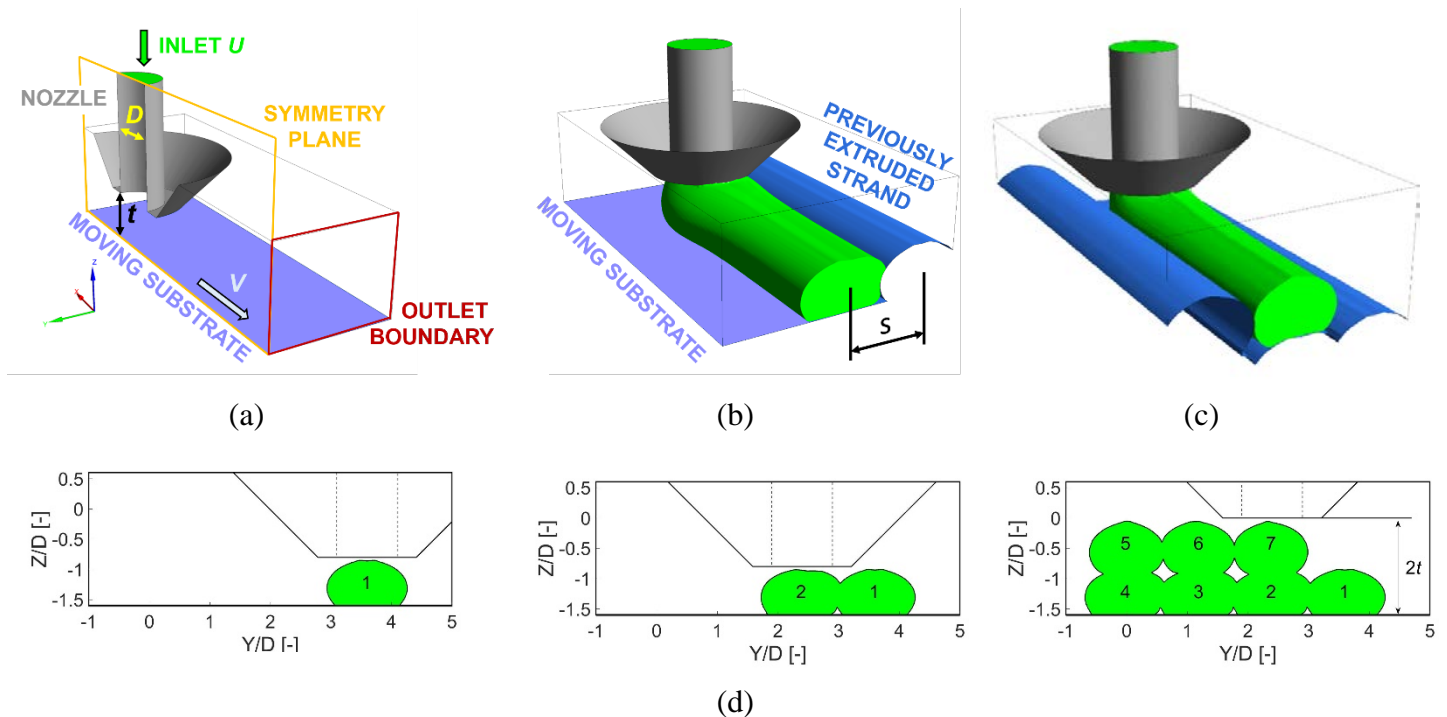 INLET U
NOZZLE
D
SYMMETRY
PLANE
t
MOVING SUBSTRATE
V
OUTLET
BOUNDARY
z
x
Y
PREVIOUSLY
EXTRUDED
STRAND
MOVING SUBSTRATE
S
(a)
(b)
(c)
Z/D [-]
0.5
0
-0.5
-1
-1.5
1
-1 0 1 2 3 4 5
Y/D [-]
Z/D [-]
0.5
0
-0.5
-1
-1.5
2 1
-1 0 1 2 3 4 5
Y/D [-]
Z/D [-]
0.5
0
-0.5
-1
-1.5
5 6 7
4 3 2 1
2t
-1 0 1 2 3 4 5
Y/D [-]
(d)